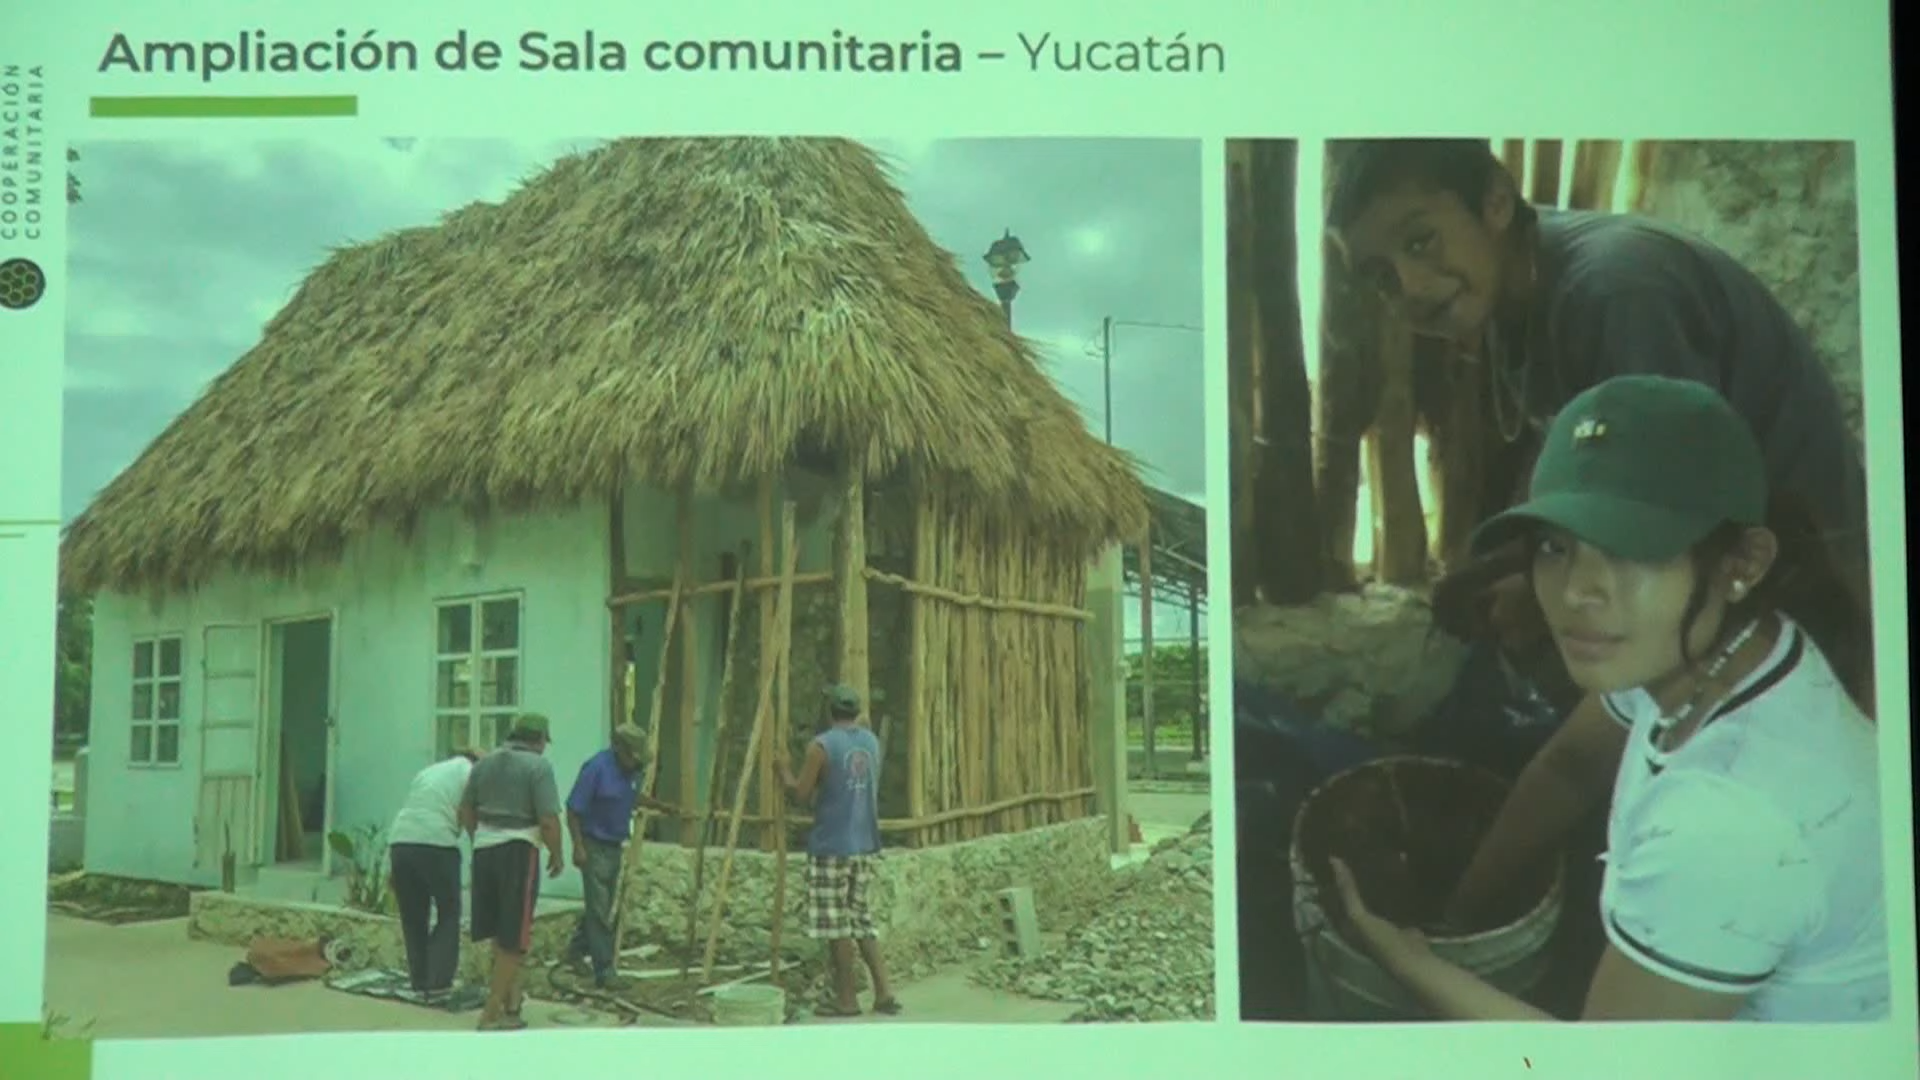 Ampliación de Sala comunitaria – Yucatán
COOPERACIÓN
COMUNITARIA